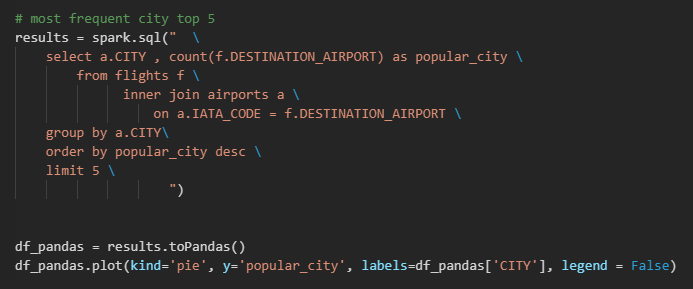 # most frequent city top 5
results = spark.sql("  \
    select a.CITY , count(f.DESTINATION_AIRPORT) as popular_city \
        from flights f \
              inner join airports a \
                  on a.IATA_CODE = f.DESTINATION_AIRPORT \
    group by a.CITY\
    order by popular_city desc \
    limit 5 \
                    ")
df_pandas = results.toPandas()
df_pandas.plot(kind='pie', y='popular_city', labels=df_pandas['CITY'], legend = False)